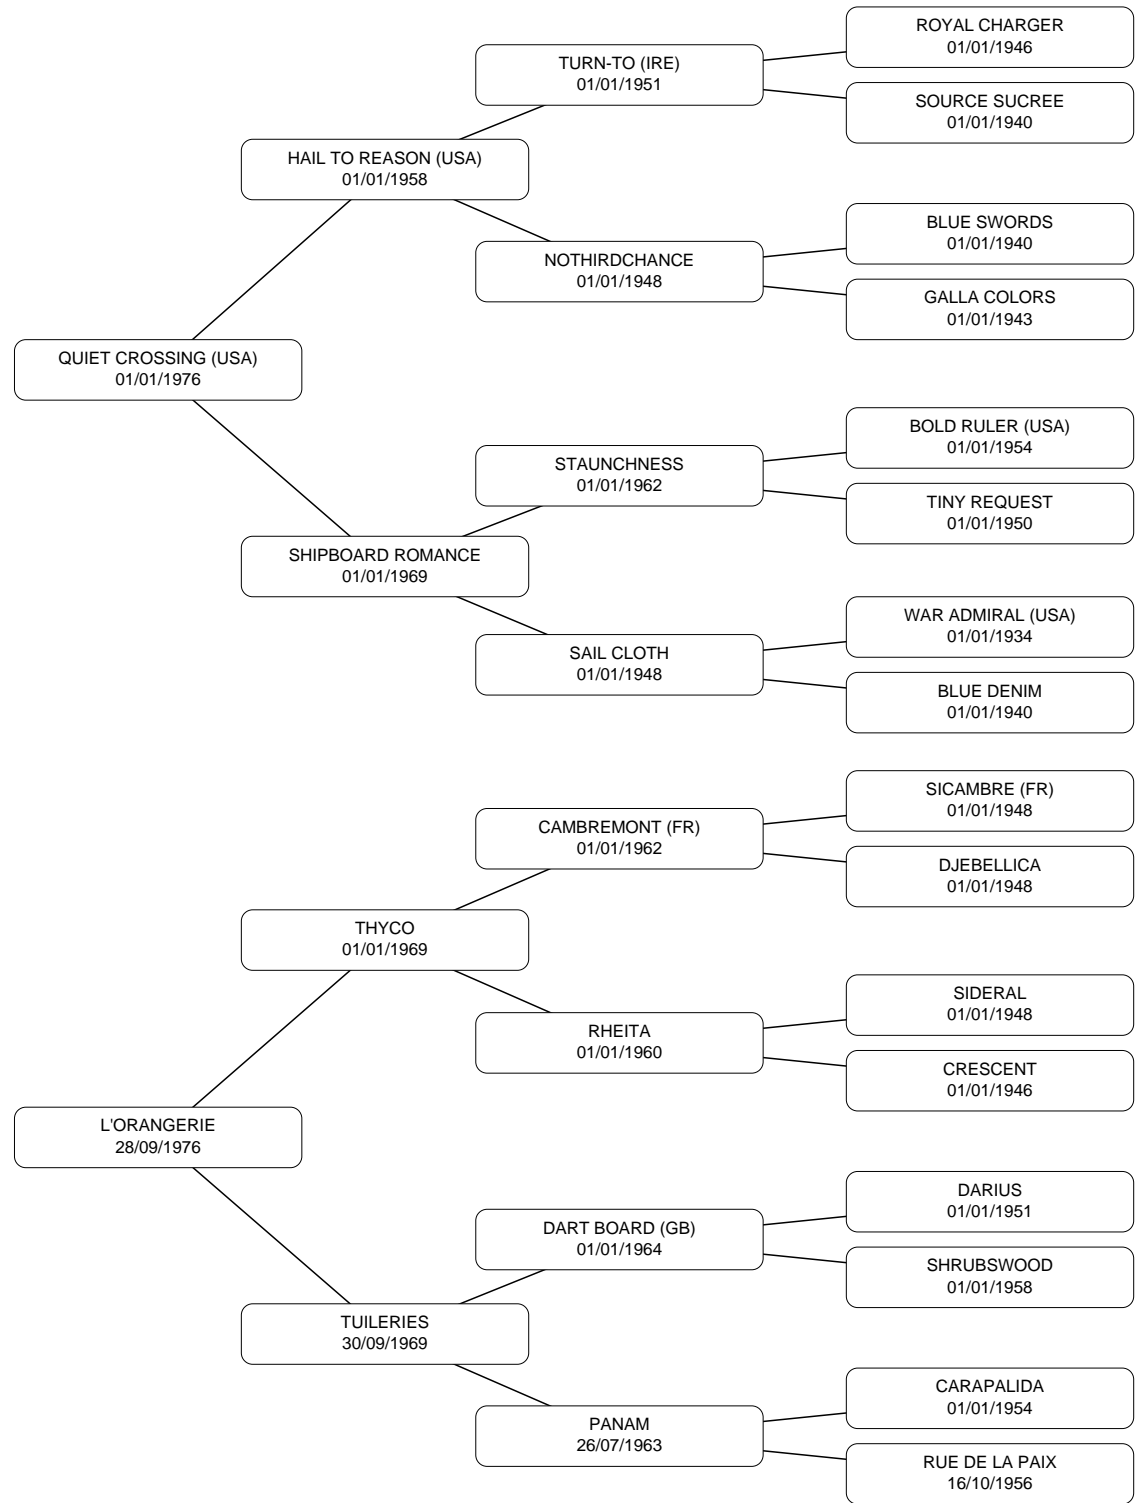 ROYAL CHARGER
01/01/1946
TURN-TO (IRE)
01/01/1951
SOURCE SUCREE
01/01/1940
HAIL TO REASON (USA)
01/01/1958
BLUE SWORDS
01/01/1940
NOTHIRDCHANCE
01/01/1948
GALLA COLORS
01/01/1943
QUIET CROSSING (USA)
01/01/1976
BOLD RULER (USA)
01/01/1954
STAUNCHNESS
01/01/1962
TINY REQUEST
01/01/1950
SHIPBOARD ROMANCE
01/01/1969
WAR ADMIRAL (USA)
01/01/1934
SAIL CLOTH
01/01/1948
BLUE DENIM
01/01/1940
SICAMBRE (FR)
01/01/1948
CAMBREMONT (FR)
01/01/1962
DJEBELLICA
01/01/1948
THYCO
01/01/1969
SIDERAL
01/01/1948
RHEITA
01/01/1960
CRESCENT
01/01/1946
L'ORANGERIE
28/09/1976
DARIUS
01/01/1951
DART BOARD (GB)
01/01/1964
SHRUBSWOOD
01/01/1958
TUILERIES
30/09/1969
CARAPALIDA
01/01/1954
PANAM
26/07/1963
RUE DE LA PAIX
16/10/1956